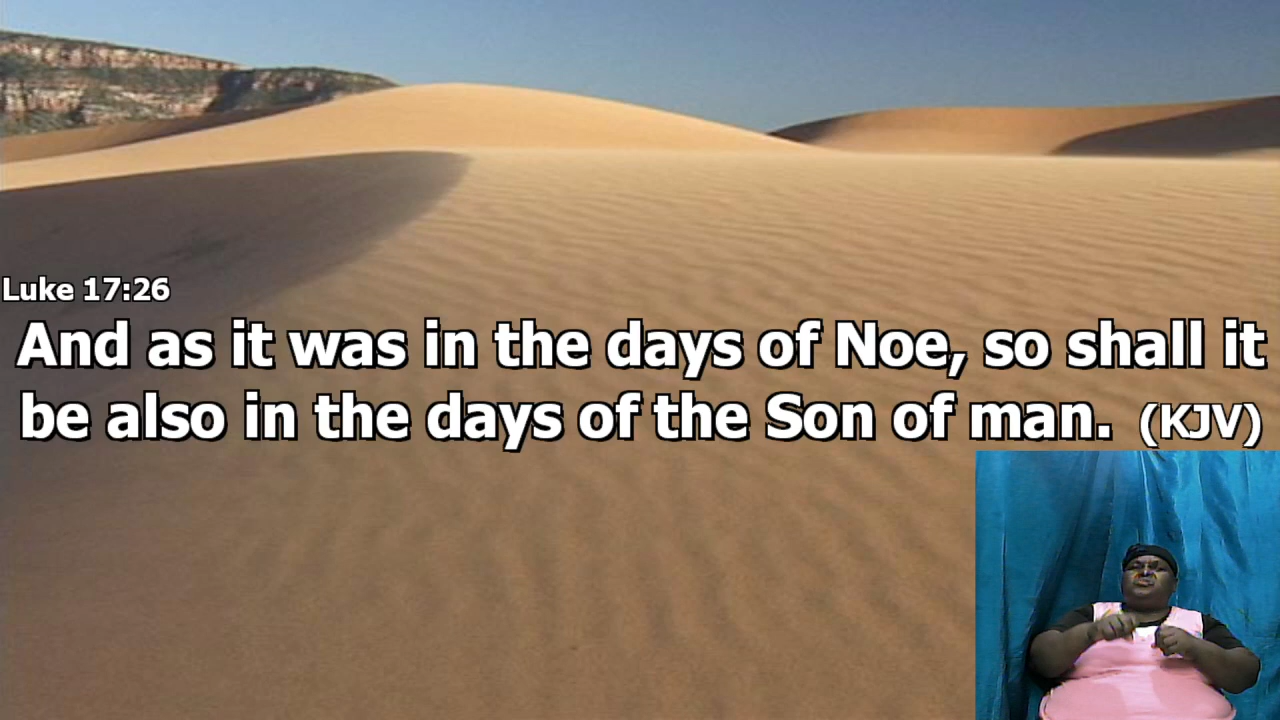 Luke 17:26
And as it was in the days of Noe, so shall it
be also in the days of the Son of man. (KJV)